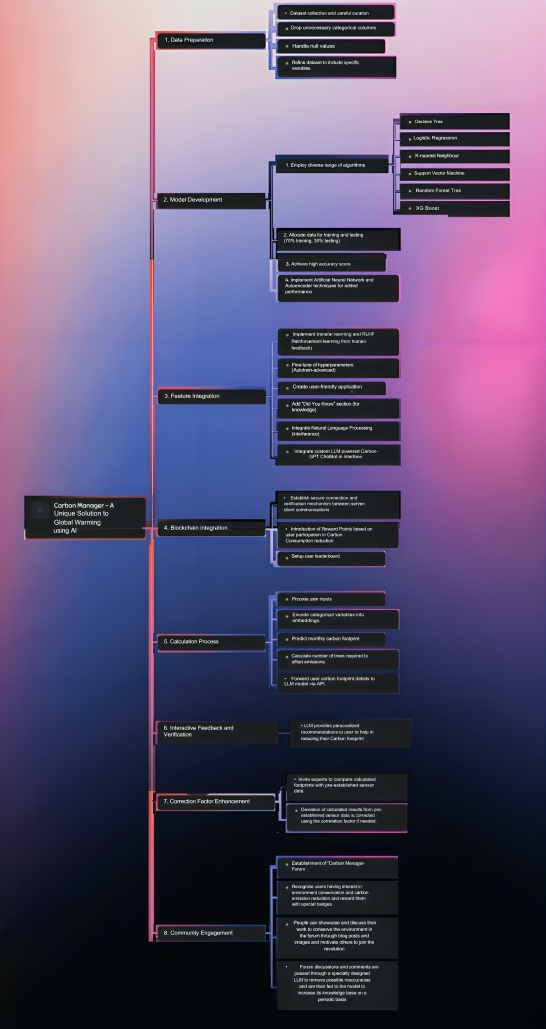 Carbon Manager – A
Unique Solution to
Global Warming
using AI
1. Data Preparation
• Dataset collection and careful curation
• Drop unnecessary categorical columns
• Handle null values
• Refine dataset to include specific
variables
2. Model Development
1. Employ diverse range of algorithms
• Decision Tree
• Logistic Regression
• K-nearest Neighbour
• Support Vector Machine
• Random Forest Tree
• XG Boost
2. Allocate data for training and testing
(70% training, 30% testing)
3. Achieve high accuracy score
4. Implement Artificial Neural Network and
Autoencoder techniques for added
performance
3. Feature Integration
• Implement transfer learning and RLHF
Reinforcement learning from human
feedback)
• Fine-tune of hyperparameters
(Autotrain-advanced)
• Create user-friendly application
• Add "Did You Know" section (for
knowledge)
• Integrate Natural Language Processing
(interference)
• Integrate custom LLM powered Carbon-
GPT ChatBot in interface
4. Blockchain integration
• Establish secure connection and
verification mechanism between server-
client communications
• Introduction of Reward Points based on
user participation in Carbon
Consumption reduction
• Setup user leaderboard
5. Calculation Process
• Process user inputs
• Encode categorical variables into
embeddings.
• Predict monthly carbon footprint
• Calculate number of trees required to
offset emissions
• Forward user carbon footprint details to
LLM model via API.
6. Interactive Feedback and
Verification
• LLM provides personalized
recommendations to user to help in
reducing their Carbon footprint
7. Correction Factor Enhancement
• Invite experts to compare calculated
footprints with pre-established sensor
data
• Deviation of calculated results from pre-
established sensor data is corrected
using the correlation factor if needed.
8. Community Engagement
• Establishment of "Carbon Manager-
Forum
• Recognize users having interest in
environment conservation and carbon
emission reduction and reward them
with special badges
• People can showcase and discuss their
work to conserve the environment in
the forum through blog posts and
images and motivate others to join the
revolution
• Forum discussions and comments are
passed through a specially designed
LLM to remove possible inaccuracies
and are then fed to the model to
increase its knowledge base on a
periodic basis